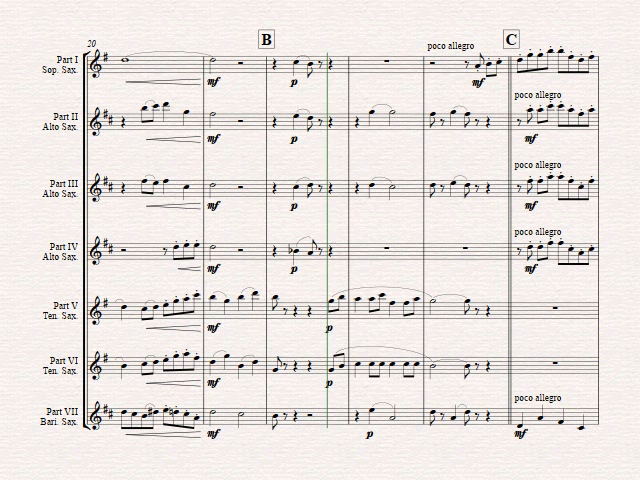 B
C
20
poco allegro
Part I
Sop. Sax.
mf
p
mf
poco allegro
Part II
Alto Sax.
mf
p
mf
poco allegro
Part III
Alto Sax.
mf
p
mf
poco allegro
Part IV
Alto Sax.
mf
p
mf
Part V
Ten. Sax.
mf
p
Part VI
Ten. Sax.
mf
p
poco allegro
Part VII
Bari. Sax.
mf
p
mf